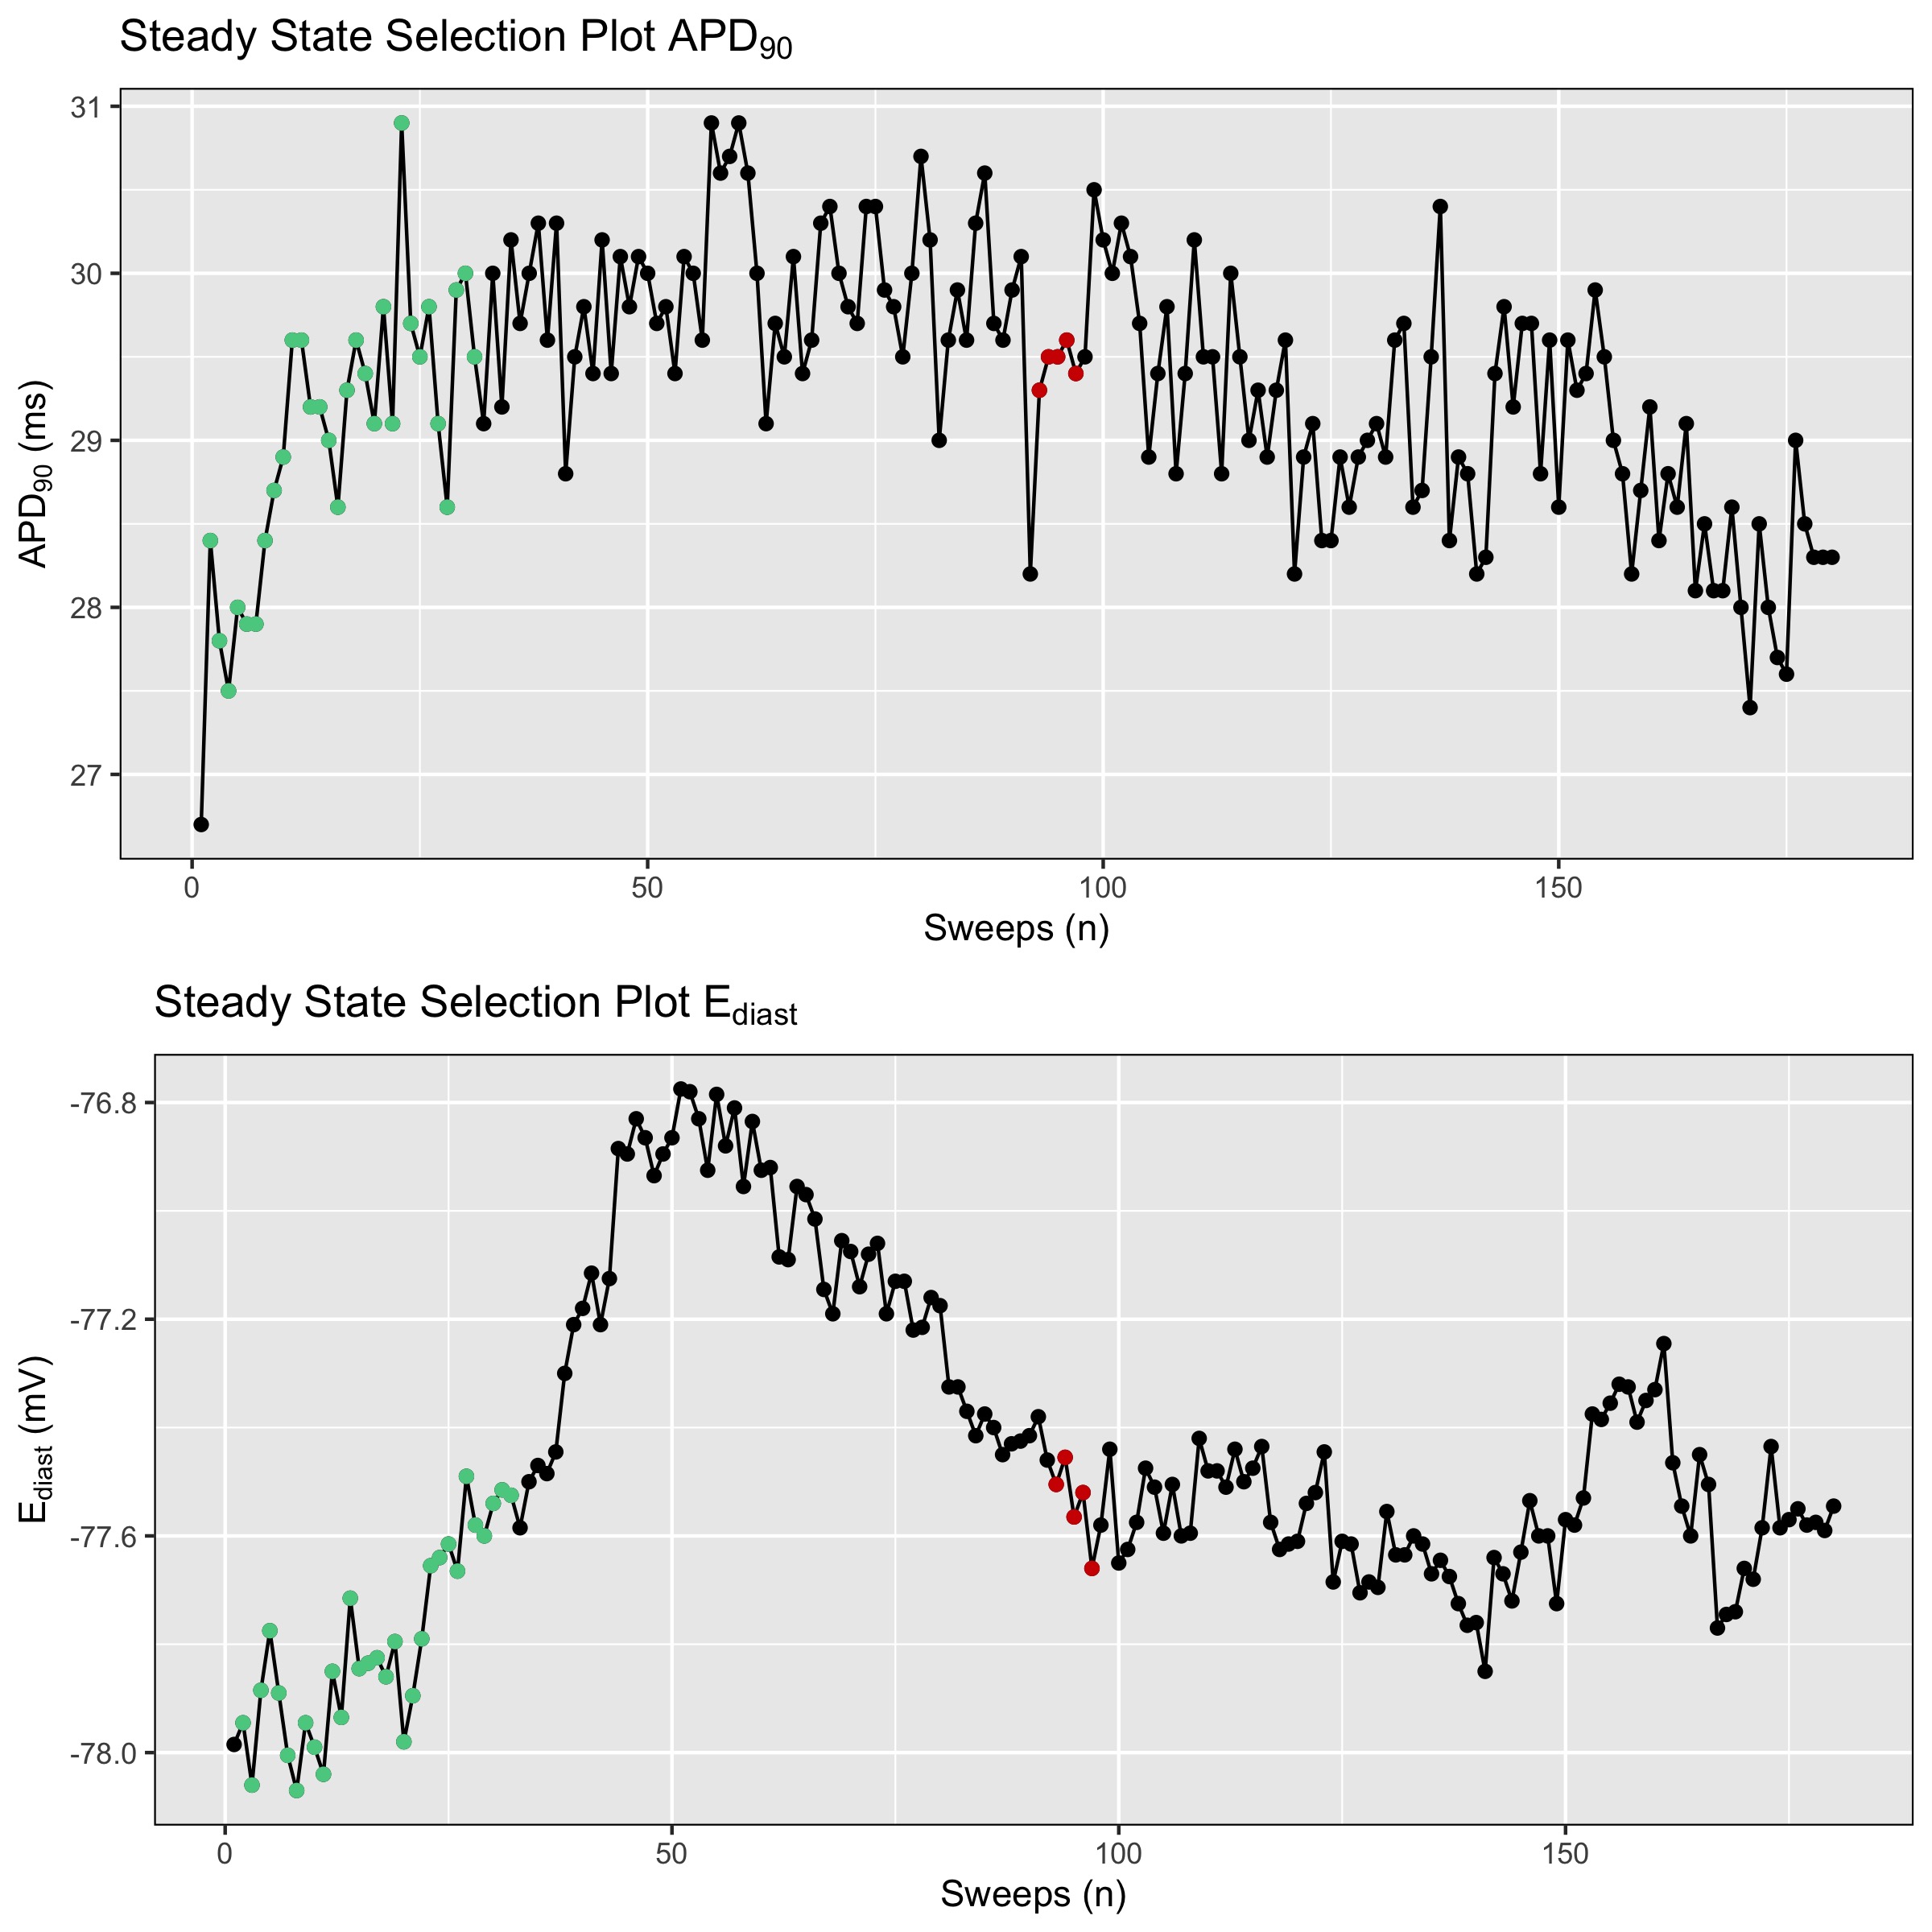 Steady State Selection Plot APD90
31
30
29
28
27
APD90 (ms)
0 50 100 150
Sweeps (n)
Steady State Selection Plot Ediast
-76.8
-77.2
-77.6
-78.0
Ediast (mV)
0 50 100 150
Sweeps (n)